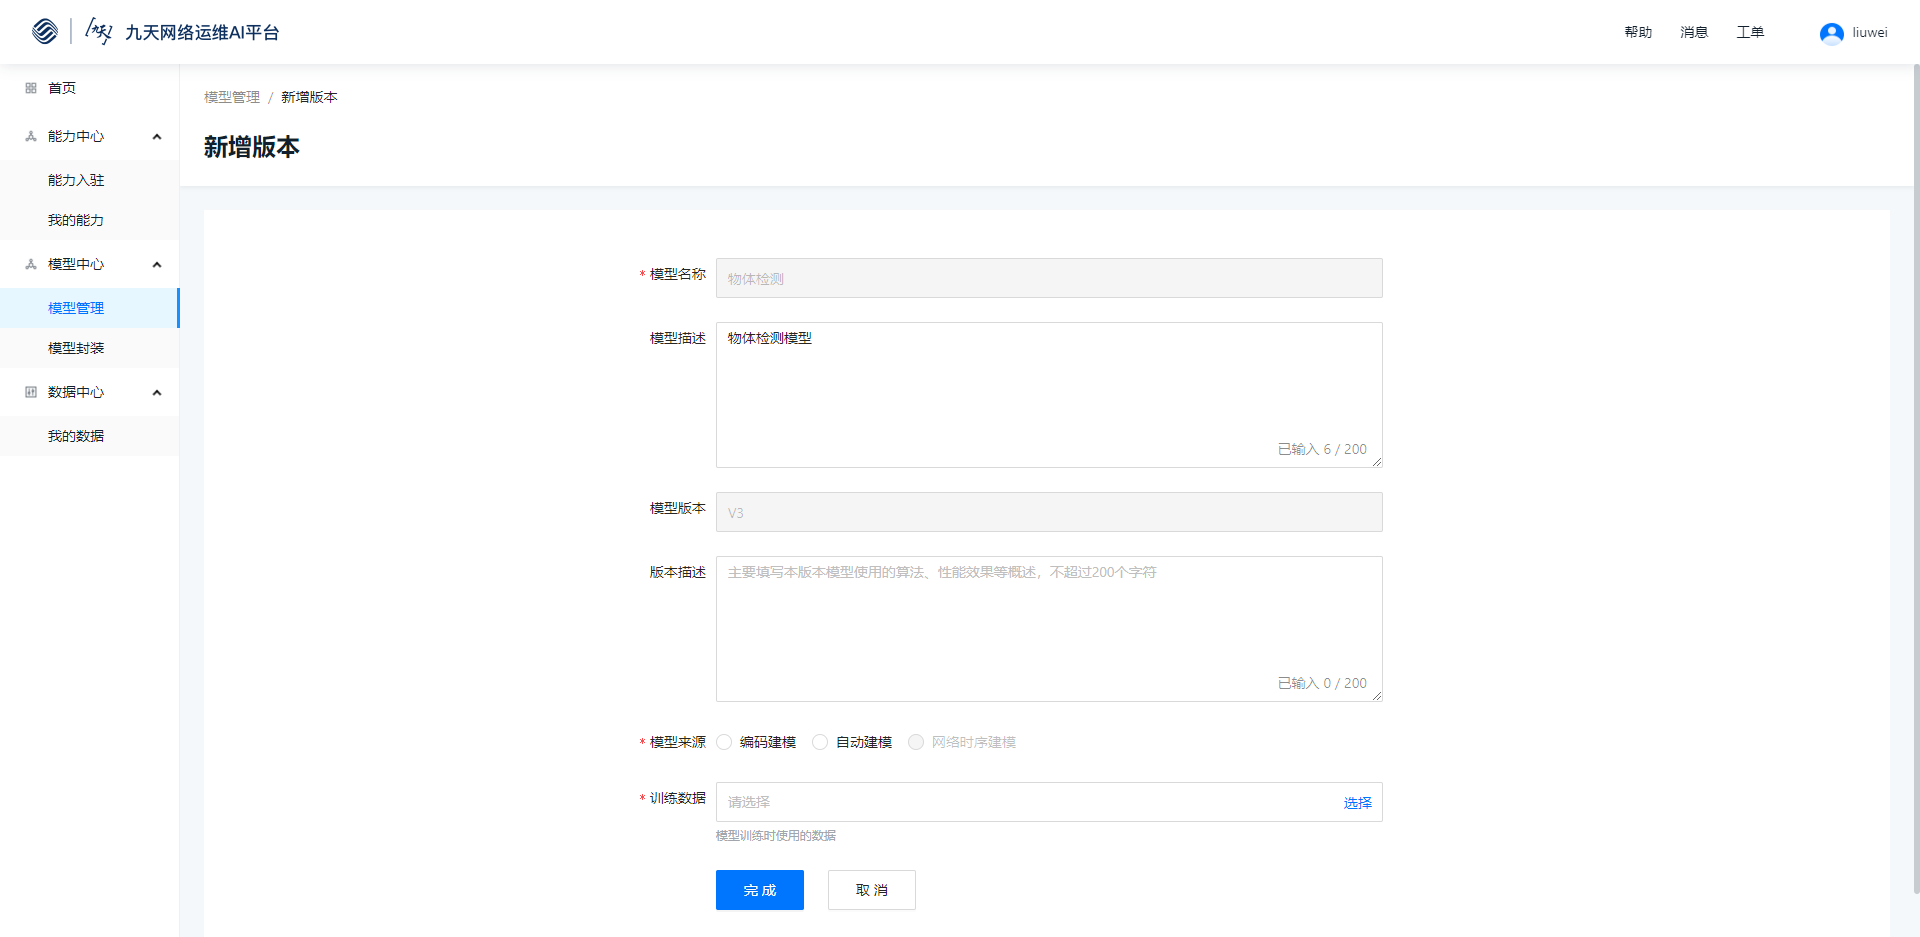 九天 九天网络运维AI平台
帮助 消息 工单 liuwei
首页
能力中心
能力入驻
我的能力
模型中心
模型管理
模型封装
数据中心
我的数据
模型管理 / 新增版本
新增版本
* 模型名称 物体检测
模型描述 物体检测模型
已输入 6 / 200
模型版本 V3
版本描述 主要填写本版本模型使用的算法、性能效果等概述，不超过200个字符
已输入 0 / 200
* 模型来源 编码建模 自动建模 网络时序建模
* 训练数据 请选择 选择
模型训练时使用的数据
完成 取消